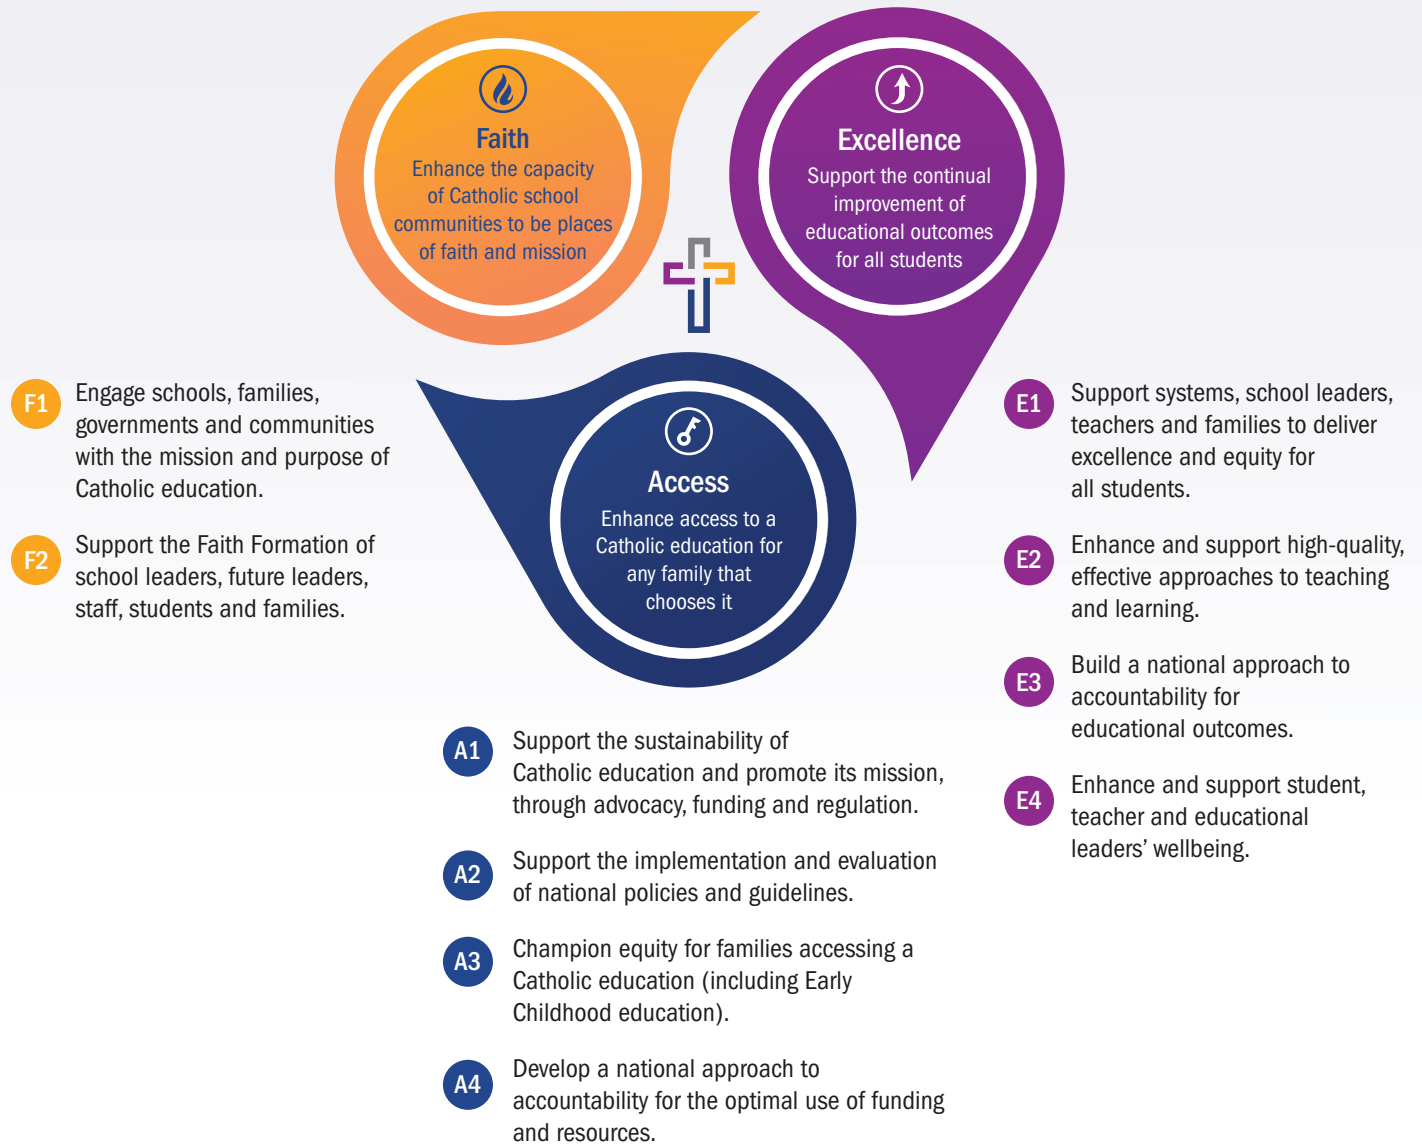 Faith
Enhance the capacity
of Catholic school
communities to be places
of faith and mission
Excellence
Support the continual
improvement of
educational outcomes
for all students
Access
Enhance access to a
Catholic education for
any family that
chooses it
F1
Engage schools, families,
governments and communities
with the mission and purpose of
Catholic education.
F2
Support the Faith Formation of
school leaders, future leaders,
staff, students and families.
E1
Support systems, school leaders,
teachers and families to deliver
excellence and equity for
all students.
E2
Enhance and support high-quality,
effective approaches to teaching
and learning.
E3
Build a national approach to
accountability for
educational outcomes.
E4
Enhance and support student,
teacher and educational
leaders’ wellbeing.
A1
Support the sustainability of
Catholic education and promote its mission,
through advocacy, funding and regulation.
A2
Support the implementation and evaluation
of national policies and guidelines.
A3
Champion equity for families accessing a
Catholic education (including Early
Childhood education).
A4
Develop a national approach to
accountability for the optimal use of funding
and resources.